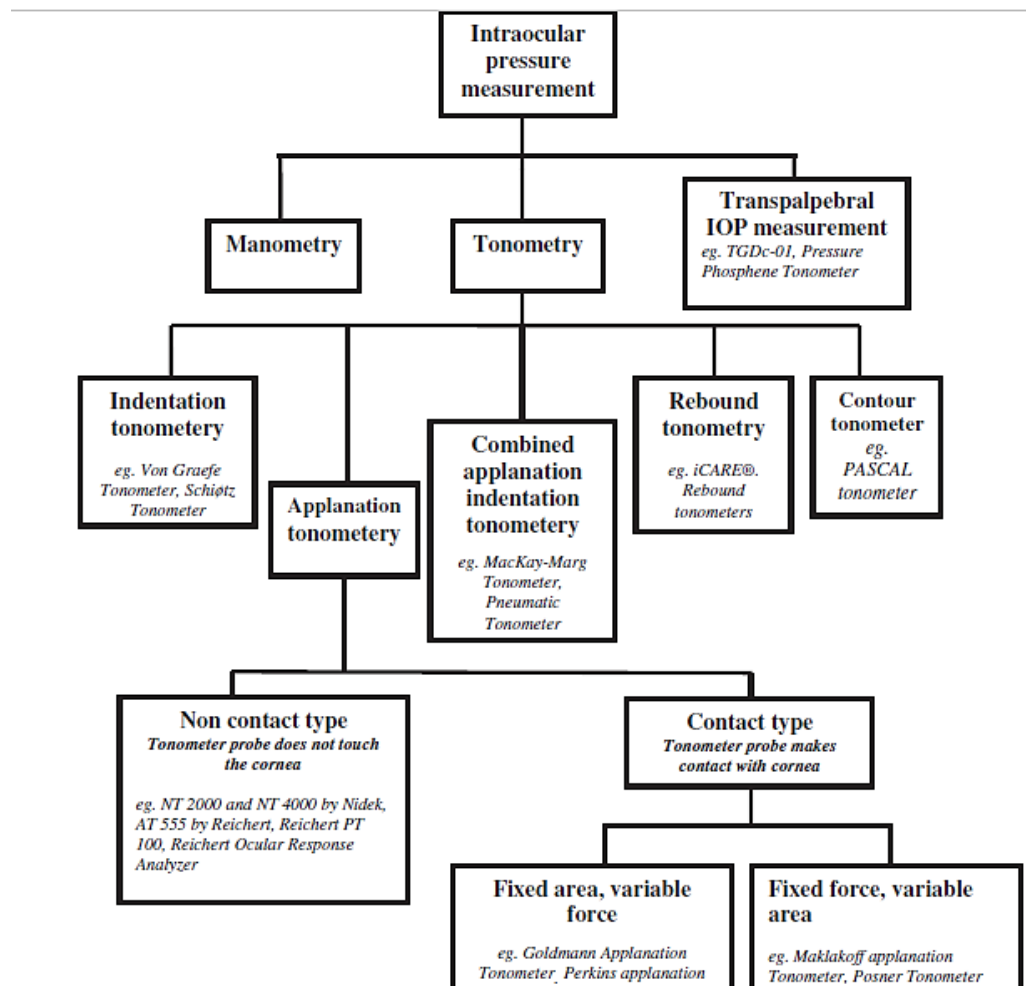 Intraocular
pressure
measurement
Manometry
Tonometry
Transpalpebral
IOP measurement
eg. TGDc-01, Pressure
Phosphene Tonometer
Indentation
tonometery
eg. Von Graefe
Tonometer, Schiøtz
Tonometer
Applanation
tonometery
Combined
applanation
indentation
tonometery
eg. MacKay-Marg
Tonometer,
Pneumatic
Tonometer
Rebound
tonometry
eg. iCARE®.
Rebound
tonometers
Contour
tonometer
eg.
PASCAL
tonometer
Non contact type
Tonometer probe does not touch
the cornea
eg. NT 2000 and NT 4000 by Nidek,
AT 555 by Reichert, Reichert PT
100, Reichert Ocular Response
Analyzer
Contact type
Tonometer probe makes
contact with cornea
Fixed area, variable
force
eg. Goldmann Applanation
Tonometer, Perkins applanation
Fixed force, variable
area
eg. Maklakoff applanation
Tonometer, Posner Tonometer